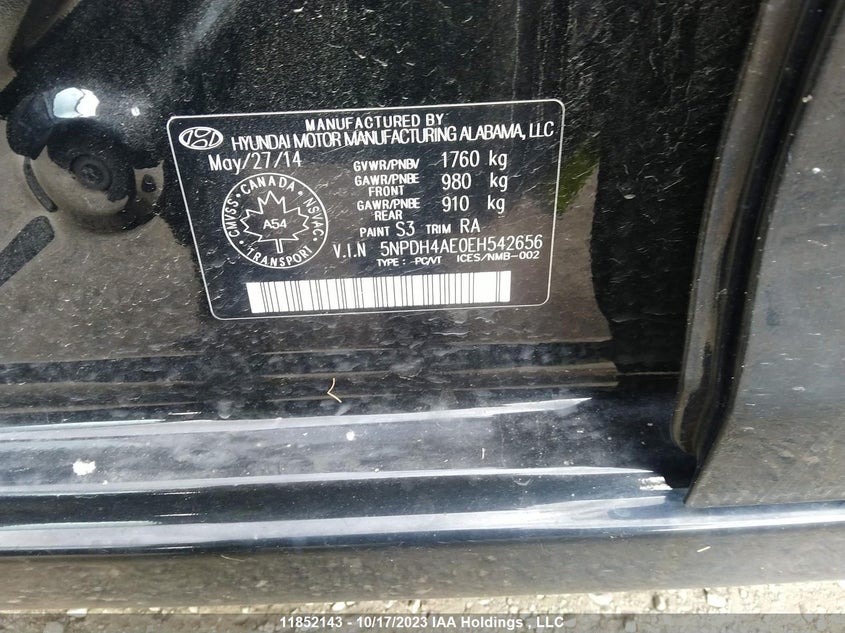 MANUFACTURED BY
HYUNDAI MOTOR MANUFACTURING ALABAMA, LLC
May/27/14
GVWR/PNBV 1760 kg
GAWR/PNBE FRONT 980 kg
GAWR/PNBE REAR 910 kg
PAINT S3 TRIM RA
V.I.N 5NPDH4AE0EH542656
TYPE : PC/VT ICES/NMB-002
CMVSS · CANADA · NSVAC · TRANSPORT ·
A54
11852143 - 10/17/2023 IAA Holdings , LLC